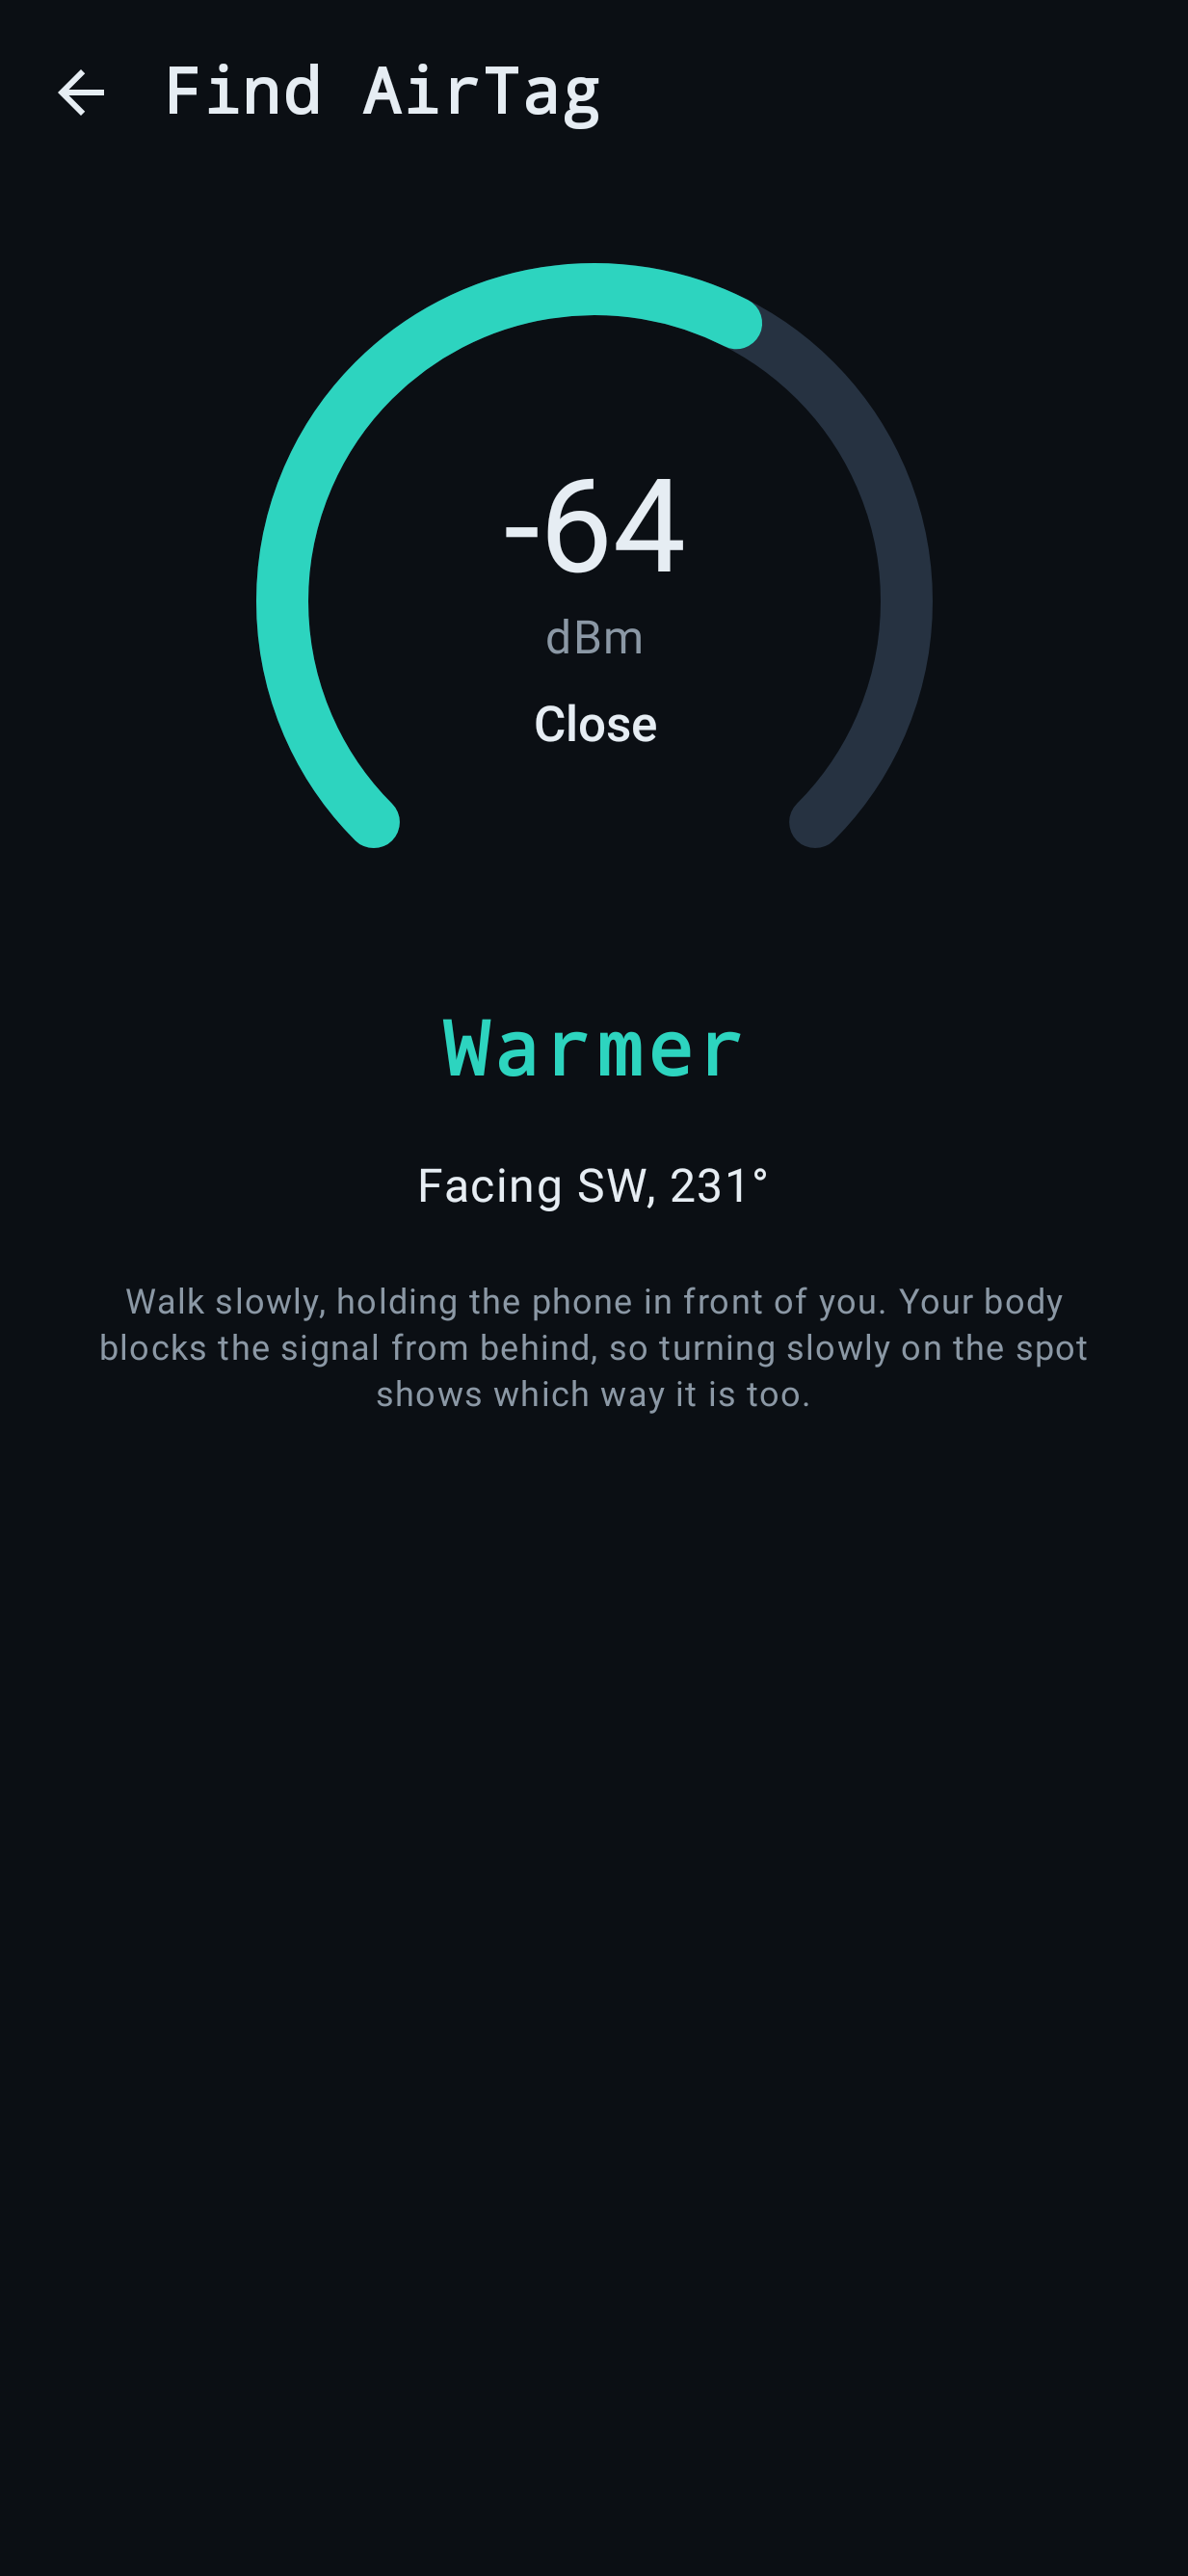 Find AirTag
-64
dBm
Close
Warmer
Facing SW, 231°
Walk slowly, holding the phone in front of you. Your body
blocks the signal from behind, so turning slowly on the spot
shows which way it is too.